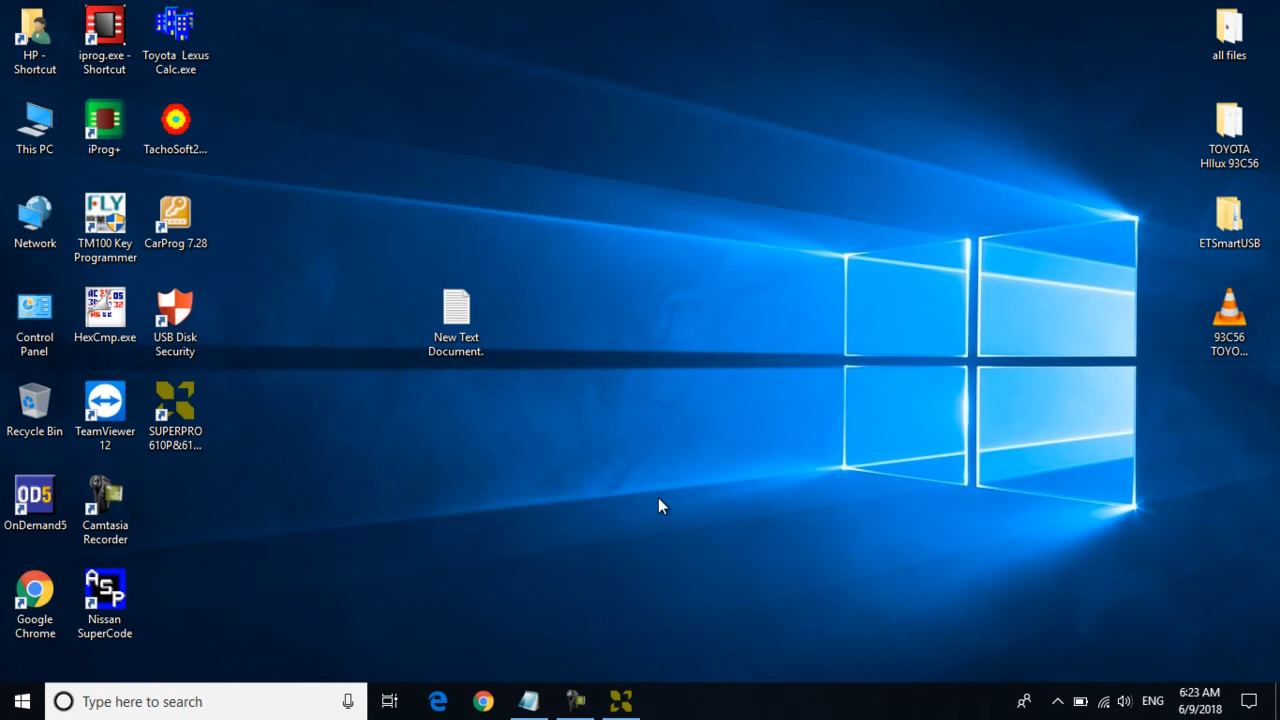 HP -
Shortcut
iprog.exe -
Shortcut
Toyota Lexus
Calc.exe
This PC
iProg+
TachoSoft2...
Network
FLY
TM100 Key
Programmer
CarProg 7.28
Control
Panel
HexCmp.exe
USB Disk
Security
Recycle Bin
TeamViewer
12
SUPERPRO
610P&61...
OD5
OnDemand5
Camtasia
Recorder
Google
Chrome
ASP
Nissan
SuperCode
New Text
Document.
all files
TOYOTA
HIlux 93C56
ETSmartUSB
93C56
TOYO...
Type here to search
ENG
6:23 AM
6/9/2018